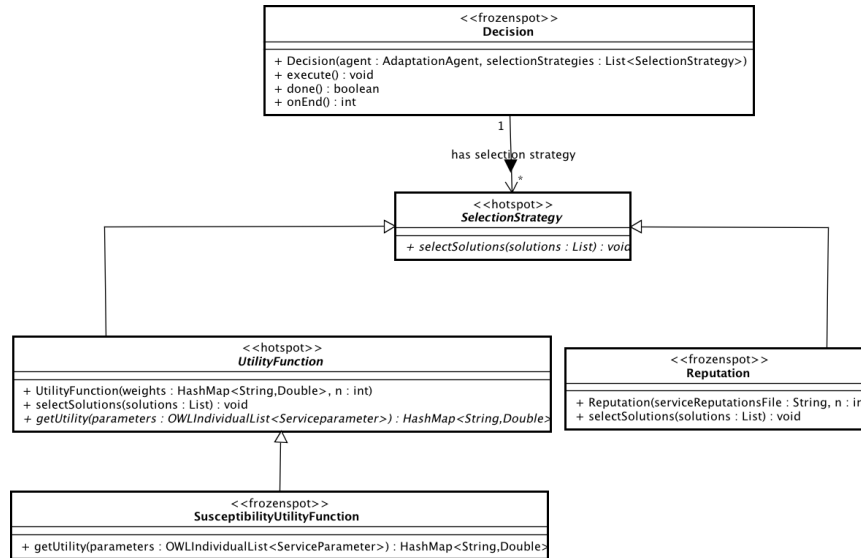 <<frozenspot>>
Decision
+ Decision(agent : AdaptationAgent, selectionStrategies : List<SelectionStrategy>)
+ execute() : void
+ done() : boolean
+ onEnd() : int
1
has selection strategy
*
<<hotspot>>
SelectionStrategy
+ selectSolutions(solutions : List) : void
<<hotspot>>
UtilityFunction
+ UtilityFunction(weights : HashMap<String,Double>, n : int)
+ selectSolutions(solutions : List) : void
+ getUtility(parameters : OWLIndividualList<Serviceparameter>) : HashMap<String,Double>
<<frozenspot>>
Reputation
+ Reputation(serviceReputationsFile : String, n : in
+ selectSolutions(solutions : List) : void
<<frozenspot>>
SusceptibilityUtilityFunction
+ getUtility(parameters : OWLIndividualList<ServiceParameter>) : HashMap<String,Double>